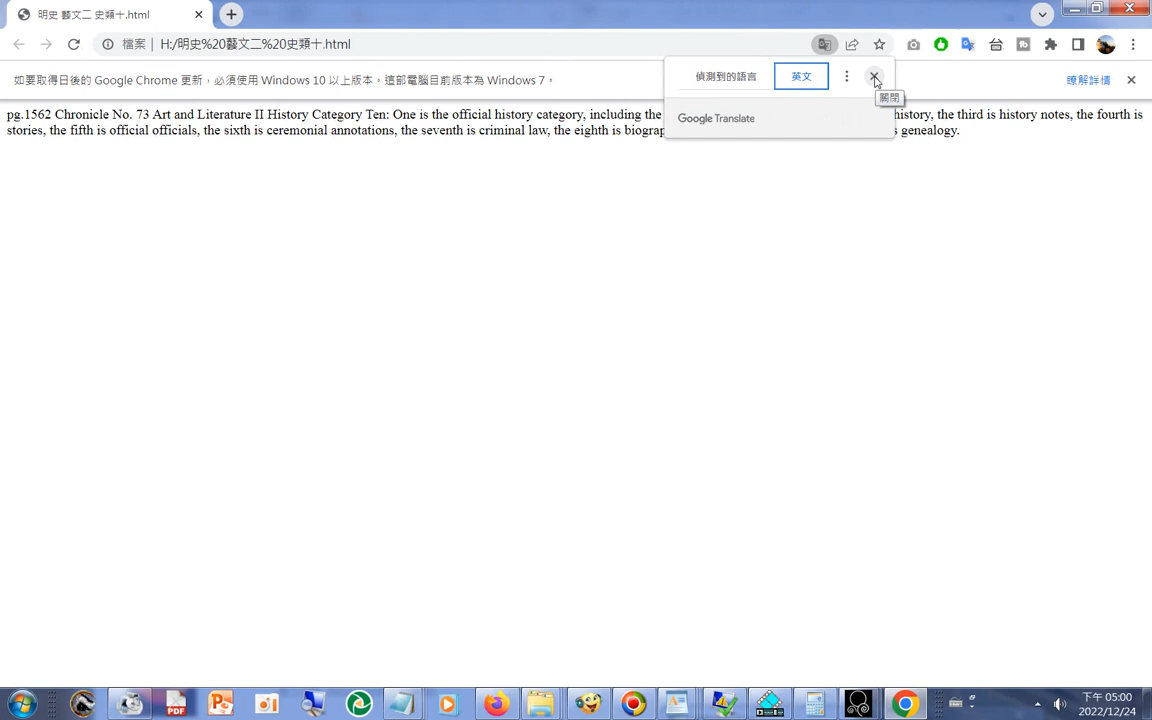 明史 藝文二 史類十.html
檔案 H:/明史%20藝文二%20史類十.html
如要取得日後的 Google Chrome 更新，必須使用 Windows 10 以上版本。這部電腦目前版本為 Windows 7。
瞭解詳情
偵測到的語言 英文
關閉
Google Translate
pg.1562 Chronicle No. 73 Art and Literature II History Category Ten: One is the official history category, including the history, the third is history notes, the fourth is
stories, the fifth is official officials, the sixth is ceremonial annotations, the seventh is criminal law, the eighth is biograp s genealogy.
下午 05:00
2022/12/24